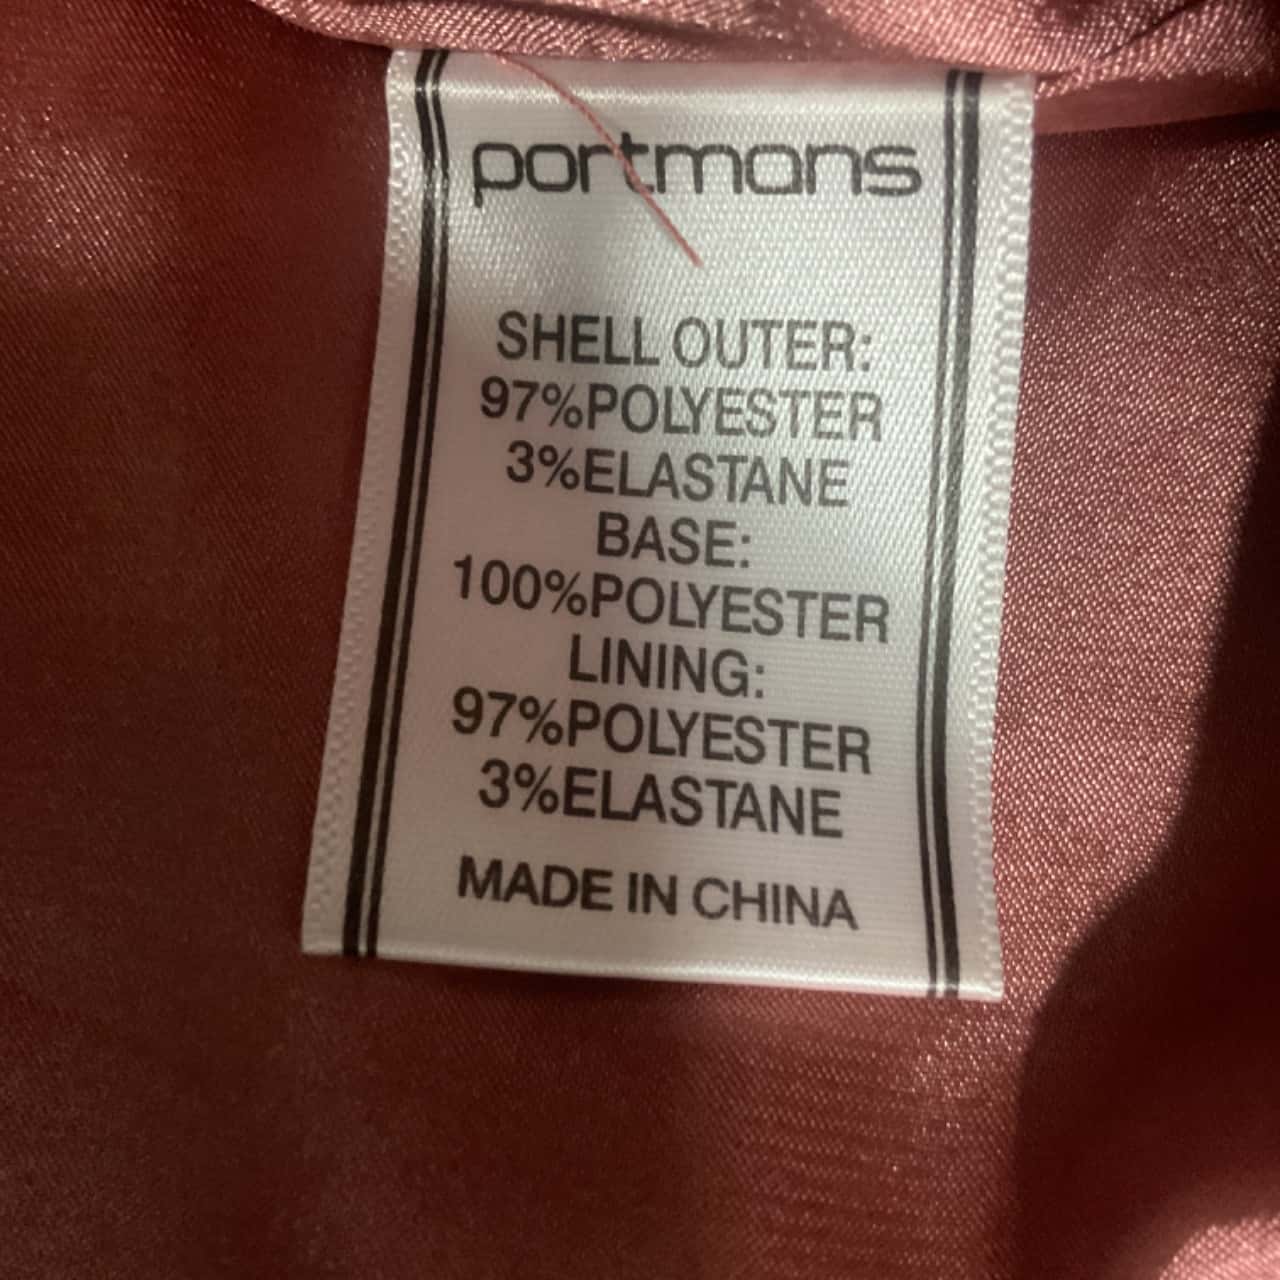 portmans
SHELL OUTER:
97%POLYESTER
3%ELASTANE
BASE:
100%POLYESTER
LINING:
97%POLYESTER
3%ELASTANE
MADE IN CHINA